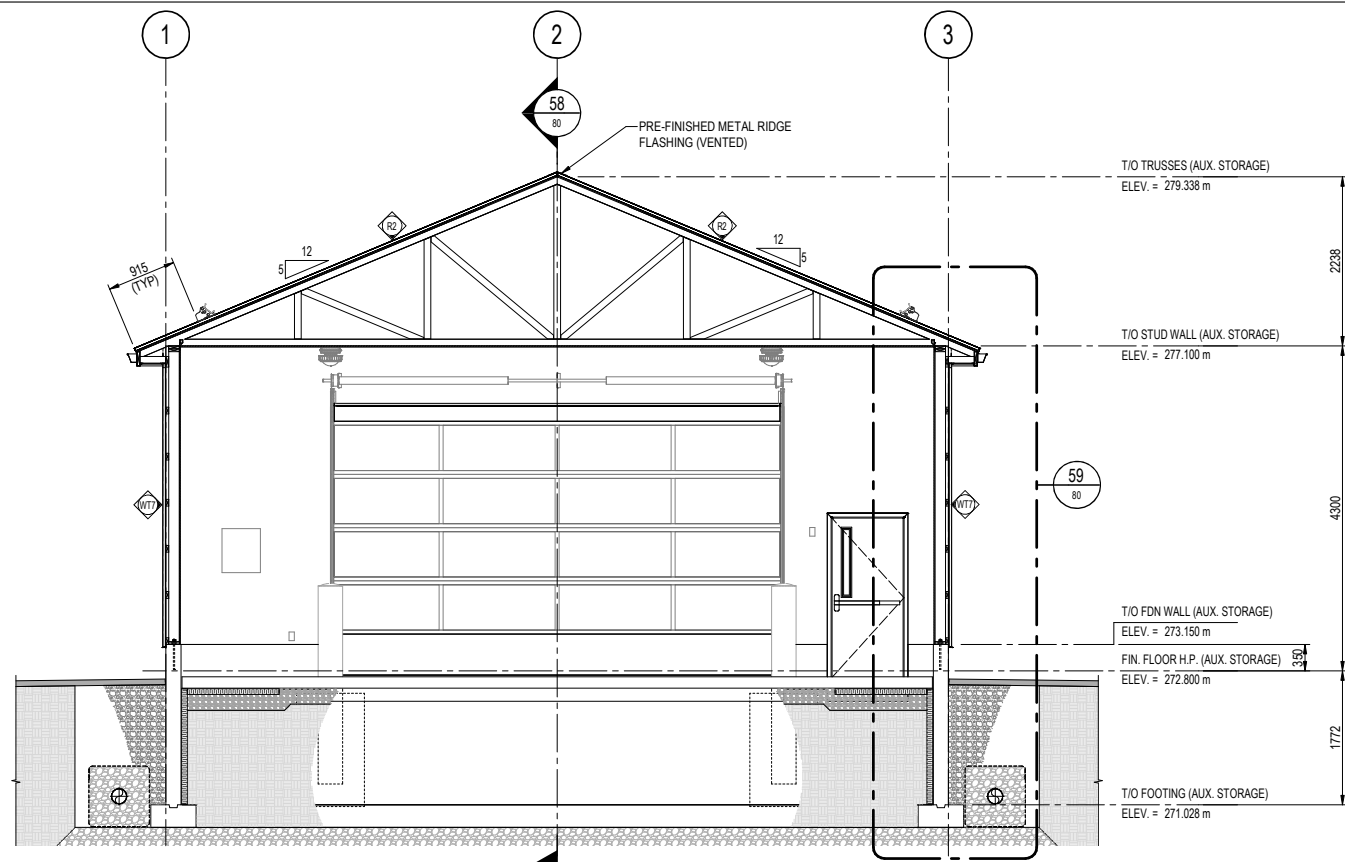 1
2
3
58
80
PRE-FINISHED METAL RIDGE
FLASHING (VENTED)
T/O TRUSSES (AUX. STORAGE)
ELEV. = 279.338 m
R2
R2
12
5
12
5
915
(TYP)
2238
T/O STUD WALL (AUX. STORAGE)
ELEV. = 277.100 m
59
80
WT7
WT7
4300
T/O FDN WALL (AUX. STORAGE)
ELEV. = 273.150 m
350
FIN. FLOOR H.P. (AUX. STORAGE)
ELEV. = 272.800 m
1772
T/O FOOTING (AUX. STORAGE)
ELEV. = 271.028 m